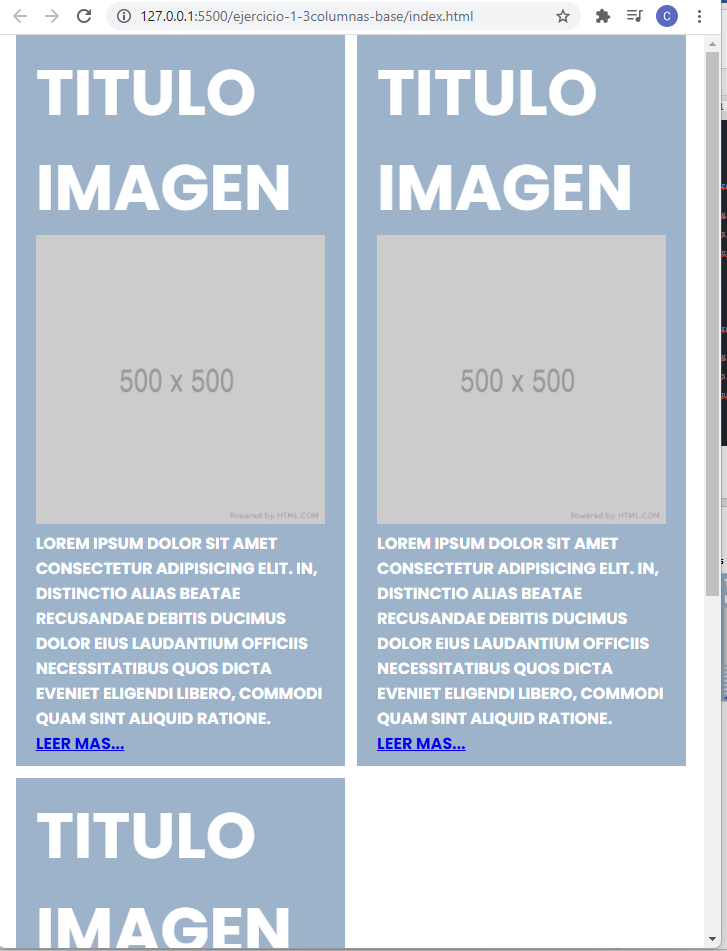 127.0.0.1:5500/ejercicio-1-3columnas-base/index.html
C
TITULO
IMAGEN
500 x 500
Powered by HTML.COM
LOREM IPSUM DOLOR SIT AMET
CONSECTETUR ADIPISICING ELIT. IN,
DISTINCTIO ALIAS BEATAE
RECUSANDAE DEBITIS DUCIMUS
DOLOR EIUS LAUDANTIUM OFFICIIS
NECESSITATIBUS QUOS DICTA
EVENIET ELIGENDI LIBERO, COMMODI
QUAM SINT ALIQUID RATIONE.
LEER MAS...
TITULO
IMAGEN
500 x 500
Powered by HTML.COM
LOREM IPSUM DOLOR SIT AMET
CONSECTETUR ADIPISICING ELIT. IN,
DISTINCTIO ALIAS BEATAE
RECUSANDAE DEBITIS DUCIMUS
DOLOR EIUS LAUDANTIUM OFFICIIS
NECESSITATIBUS QUOS DICTA
EVENIET ELIGENDI LIBERO, COMMODI
QUAM SINT ALIQUID RATIONE.
LEER MAS...
TITULO
IMAGEN